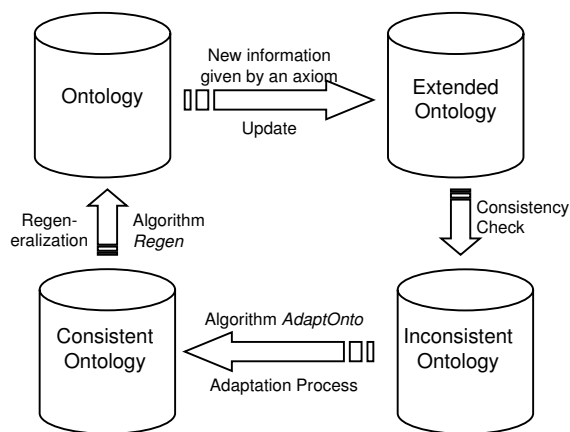 Ontology
New information
given by an axiom
Update
Extended
Ontology
Regen-
eralization
Algorithm
Regen
Consistency
Check
Consistent
Ontology
Algorithm AdaptOnto
Adaptation Process
Inconsistent
Ontology